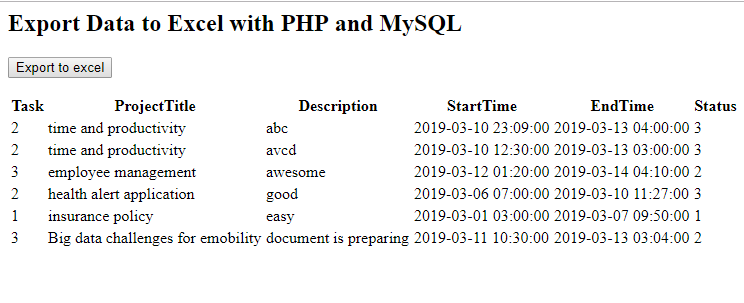 Export Data to Excel with PHP and MySQL
Export to excel
Task ProjectTitle Description StartTime EndTime Status
2 time and productivity abc 2019-03-10 23:09:00 2019-03-13 04:00:00 3
2 time and productivity avcd 2019-03-10 12:30:00 2019-03-13 03:00:00 3
3 employee management awesome 2019-03-12 01:20:00 2019-03-14 04:10:00 2
2 health alert application good 2019-03-06 07:00:00 2019-03-10 11:27:00 3
1 insurance policy easy 2019-03-01 03:00:00 2019-03-07 09:50:00 1
3 Big data challenges for emobility document is preparing 2019-03-11 10:30:00 2019-03-13 03:04:00 2